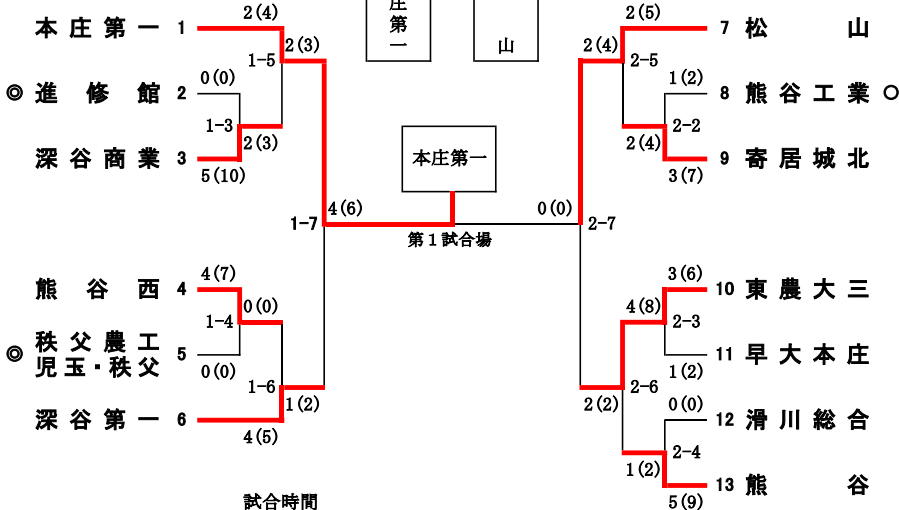 庄
第
一
山
本庄第一 1
2(4)
2(3)
1-5
◎ 進修館 2
0(0)
1-3
2(3)
深谷商業 3
5(10)
1-7
4(6)
本庄第一
第１試合場
熊谷西 4
4(7)
0(0)
1-4
◎ 秩父農工
児玉・秩父 5
0(0)
1-6
1(2)
深谷第一 6
4(5)
試合時間
2(5)
7 松山
2(4)
2-5
1(2)
8 熊谷工業 ○
2-2
2(4)
9 寄居城北
3(7)
0(0)
2-7
3(6)
10 東農大三
4(8)
2-3
11 早大本庄
1(2)
2-6
2(2)
0(0)
12 滑川総合
2-4
1(2)
13 熊谷
5(9)